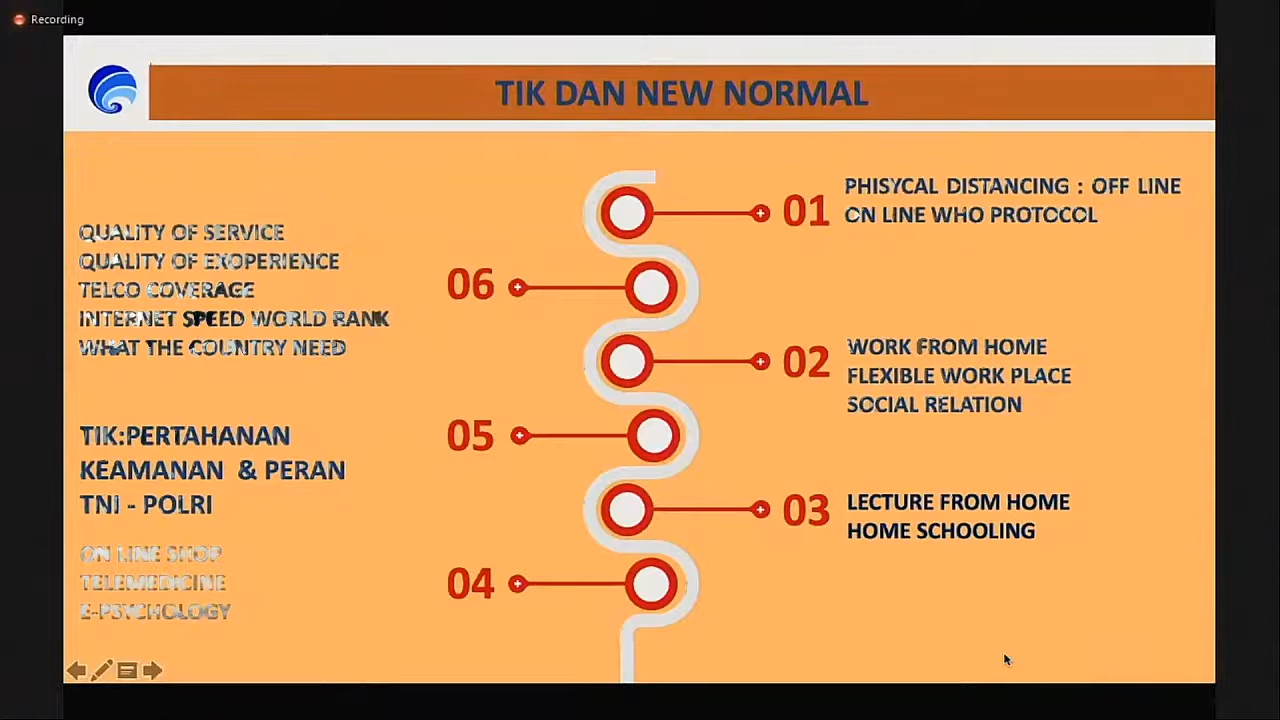 Recording
TIK DAN NEW NORMAL
01
PHISYCAL DISTANCING : OFF LINE
ON LINE WHO PROTOCOL
02
WORK FROM HOME
FLEXIBLE WORK PLACE
SOCIAL RELATION
03
LECTURE FROM HOME
HOME SCHOOLING
04
ON LINE SHOP
TELEMEDICINE
E-PSYCHOLOGY
05
TIK:PERTAHANAN
KEAMANAN & PERAN
TNI - POLRI
06
QUALITY OF SERVICE
QUALITY OF EXOPERIENCE
TELCO COVERAGE
INTERNET SPEED WORLD RANK
WHAT THE COUNTRY NEED